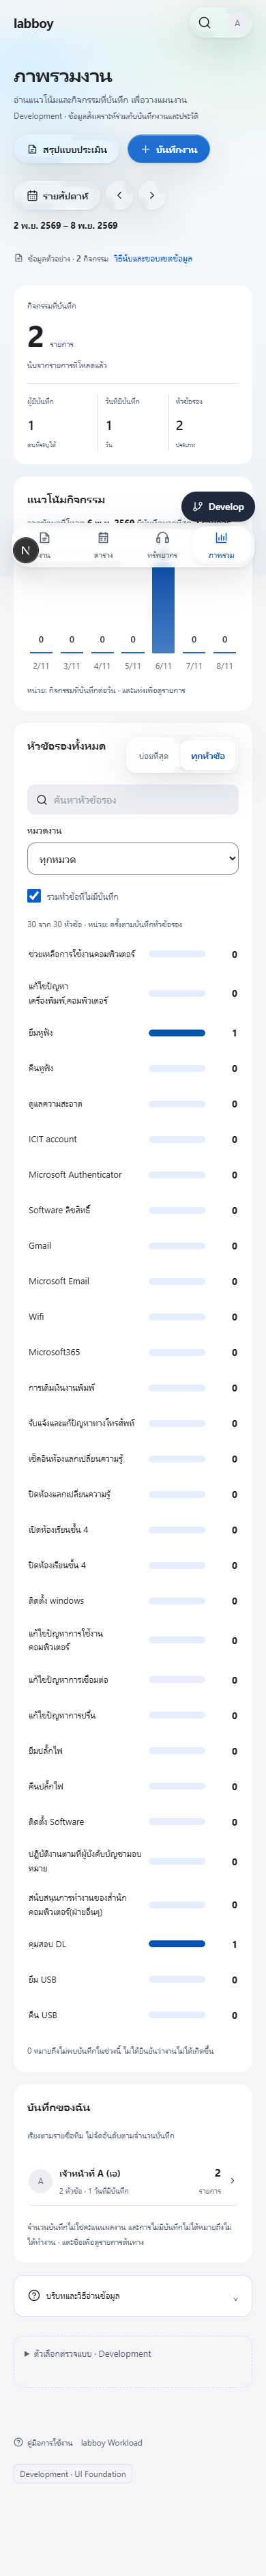 labboy
A
ภาพรวมงาน
อ่านแนวโน้มและกิจกรรมที่บันทึก เพื่อวางแผนงาน
Development · ข้อมูลสังเคราะห์ร่วมกับบันทึกงานและประวัติ
สรุปแบบประเมิน
บันทึกงาน
รายสัปดาห์
2 พ.ย. 2569 – 8 พ.ย. 2569
ข้อมูลตัวอย่าง · 2 กิจกรรม วิธีนับและขอบเขตข้อมูล
กิจกรรมที่บันทึก
2 รายการ
นับจากรายการที่โหลดแล้ว
ผู้มีบันทึก
วันที่มีบันทึก
หัวข้อรอง
1
1
2
คนที่ระบุได้
วัน
ประเภท
แนวโน้มกิจกรรม
Develop
6 พ.ย. 2569
N
งาน
ตาราง
ทรัพยากร
ภาพรวม
0 0 0 0 0 0
2/11 3/11 4/11 5/11 6/11 7/11 8/11
หน่วย: กิจกรรมที่บันทึกต่อวัน · แตะแท่งเพื่อดูรายการ
หัวข้อรองทั้งหมด
บ่อยที่สุด
ทุกหัวข้อ
ค้นหาหัวข้อรอง
หมวดงาน
ทุกหมวด
รวมหัวข้อที่ไม่มีบันทึก
30 จาก 30 หัวข้อ · หน่วย: ครั้งตามบันทึกหัวข้อรอง
ช่วยเหลือการใช้งานคอมพิวเตอร์ 0
แก้ไขปัญหา
เครื่องพิมพ์,คอมพิวเตอร์ 0
ยืมหูฟัง 1
คืนหูฟัง 0
ดูแลความสะอาด 0
ICIT account 0
Microsoft Authenticator 0
Software ลิขสิทธิ์ 0
Gmail 0
Microsoft Email 0
Wifi 0
Microsoft365 0
การเติมเงินงานพิมพ์ 0
รับแจ้งและแก้ปัญหาทางโทรศัพท์ 0
เช็คอินห้องแลกเปลี่ยนความรู้ 0
ปิดห้องแลกเปลี่ยนความรู้ 0
เปิดห้องเรียนชั้น 4 0
ปิดห้องเรียนชั้น 4 0
ติดตั้ง windows 0
แก้ไขปัญหาการใช้งาน
คอมพิวเตอร์ 0
แก้ไขปัญหาการเชื่อมต่อ 0
แก้ไขปัญหาการปริ้น 0
ยืมปลั๊กไฟ 0
คืนปลั๊กไฟ 0
ติดตั้ง Software 0
ปฏิบัติงานตามที่ผู้บังคับบัญชามอบ
หมาย 0
สนับสนุนการทำงานของสำนัก
คอมพิวเตอร์(ฝ่ายอื่นๆ) 0
คุมสอบ DL 1
ยืม USB 0
คืน USB 0
0 หมายถึงไม่พบบันทึกในช่วงนี้ ไม่ได้ยืนยันว่างานไม่ได้เกิดขึ้น
บันทึกของฉัน
เรียงตามรายชื่อทีม ไม่จัดอันดับตามจำนวนบันทึก
A
เจ้าหน้าที่ A (เอ) 2
2 หัวข้อ · 1 วันที่มีบันทึก รายการ
จำนวนบันทึกไม่ใช่คะแนนผลงาน และการไม่มีบันทึกไม่ได้หมายถึงไม่
ได้ทำงาน · แตะชื่อเพื่อดูรายการต้นทาง
บริบทและวิธีอ่านข้อมูล
ตัวเลือกตรวจแบบ · Development
คู่มือการใช้งาน labboy Workload
Development · UI Foundation